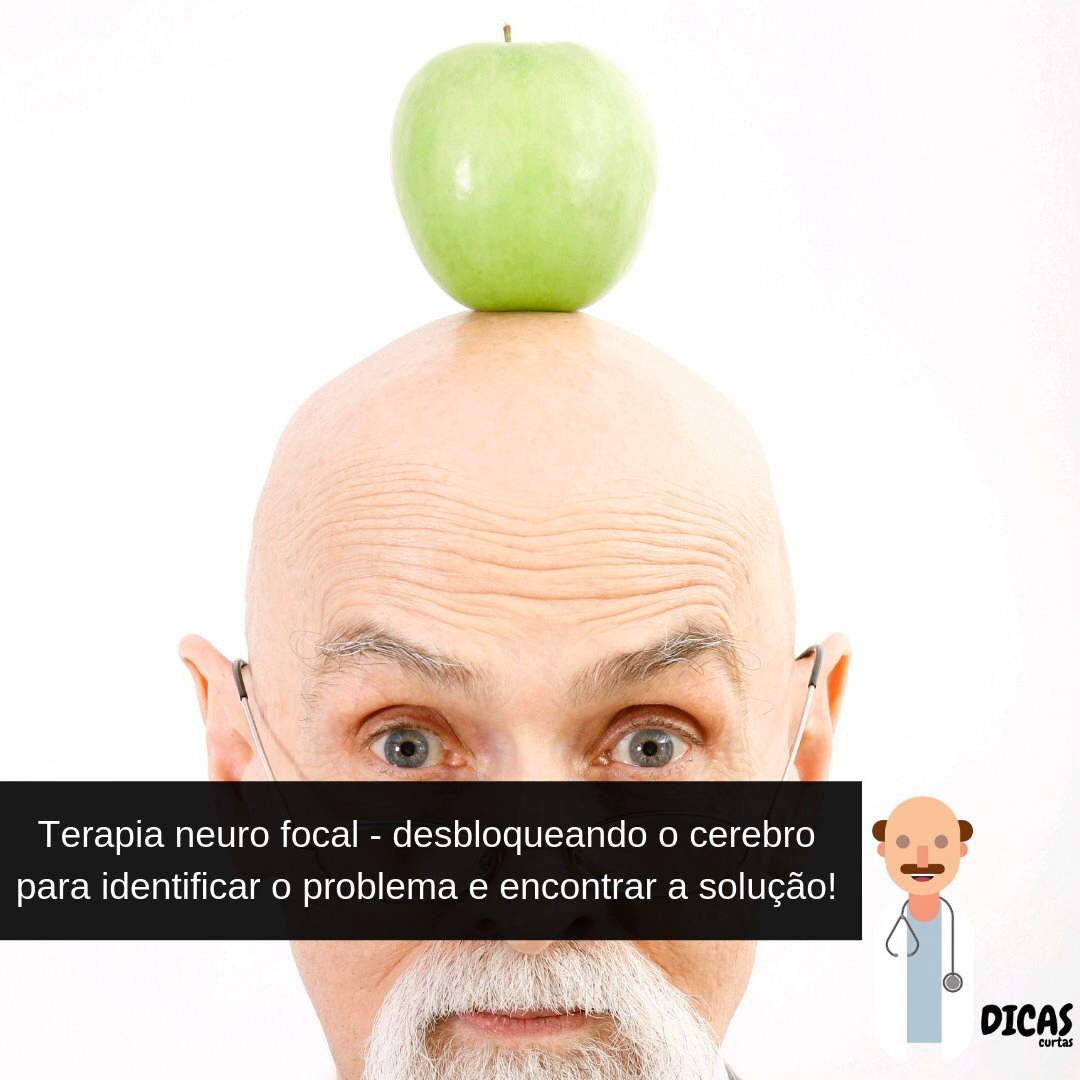 Terapia neuro focal - desbloqueando o cerebro
para identificar o problema e encontrar a solução!
DICAS
curtas